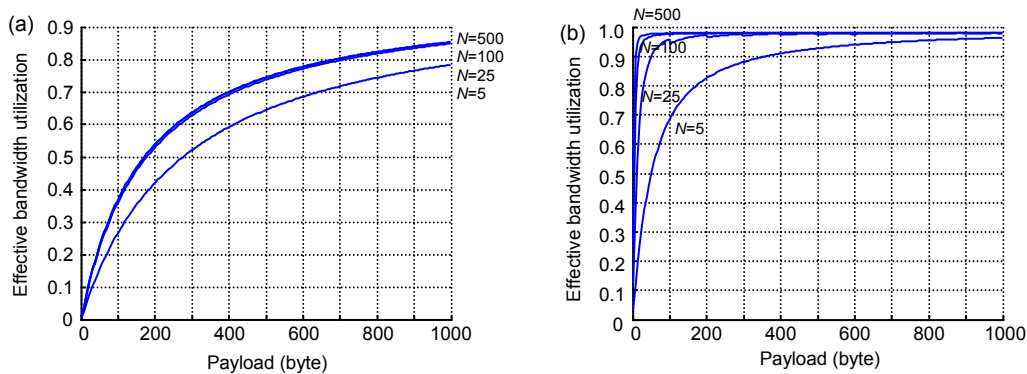 (a)
Effective bandwidth utilization
0.9
0.8
0.7
0.6
0.5
0.4
0.3
0.2
0.1
0
N=500
N=100
N=25
N=5
0 200 400 600 800 1000
Payload (byte)
(b)
Effective bandwidth utilization
1.0
0.9
0.8
0.7
0.6
0.5
0.4
0.3
0.2
0.1
0
N=500
N=100
N=25
N=5
0 200 400 600 800 1000
Payload (byte)